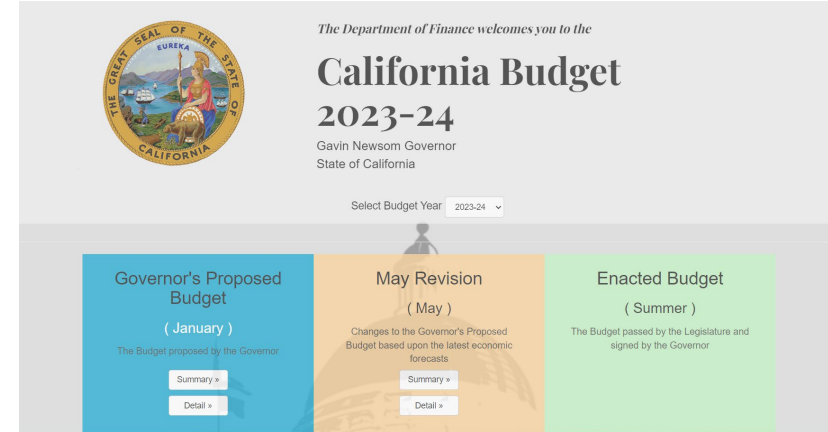 THE GREAT SEAL OF THE STATE OF CALIFORNIA
EUREKA
The Department of Finance welcomes you to the
California Budget
2023-24
Gavin Newsom Governor
State of California
Select Budget Year 2023-24
Governor's Proposed
Budget
( January )
The Budget proposed by the Governor
Summary »
Detail »
May Revision
( May )
Changes to the Governor's Proposed
Budget based upon the latest economic
forecasts
Summary »
Detail »
Enacted Budget
( Summer )
The Budget passed by the Legislature and
signed by the Governor